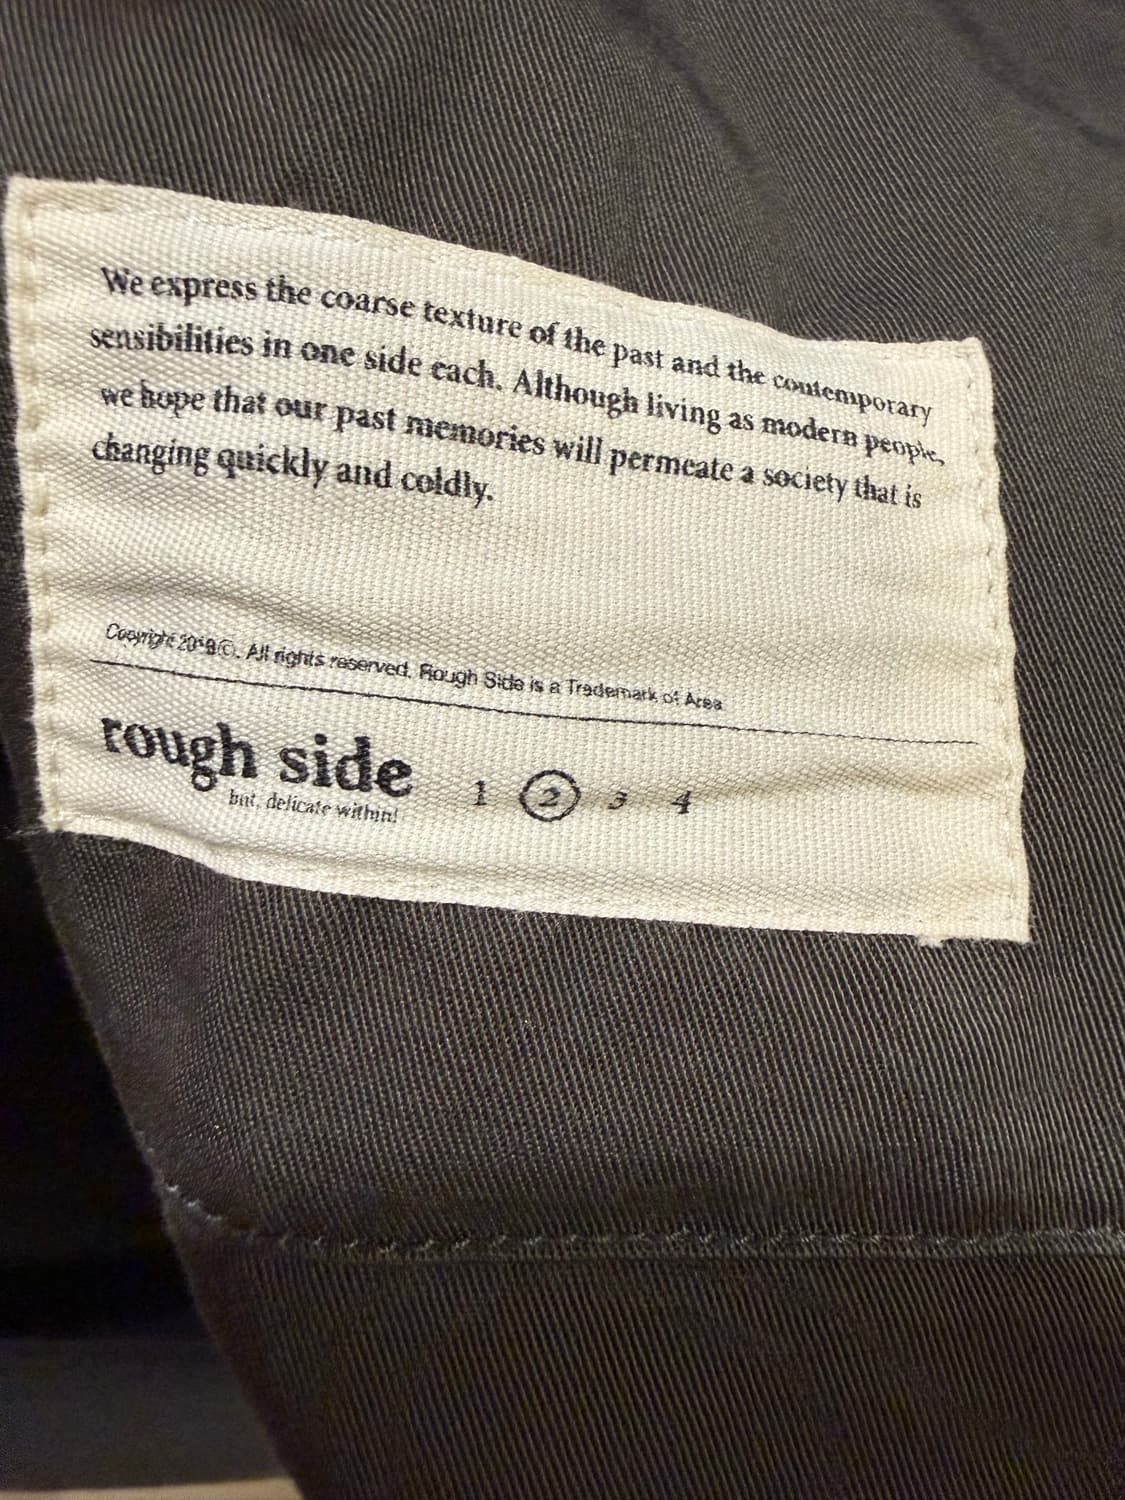 We express the coarse texture of the past and the contemporary
sensibilities in one side each. Although living as modern people,
we hope that our past memories will permeate a society that is
changing quickly and coldly.
Copyright 2018©. All rights reserved. Rough Side is a Trademark of Area
rough side
but, delicate within!
1 2 3 4